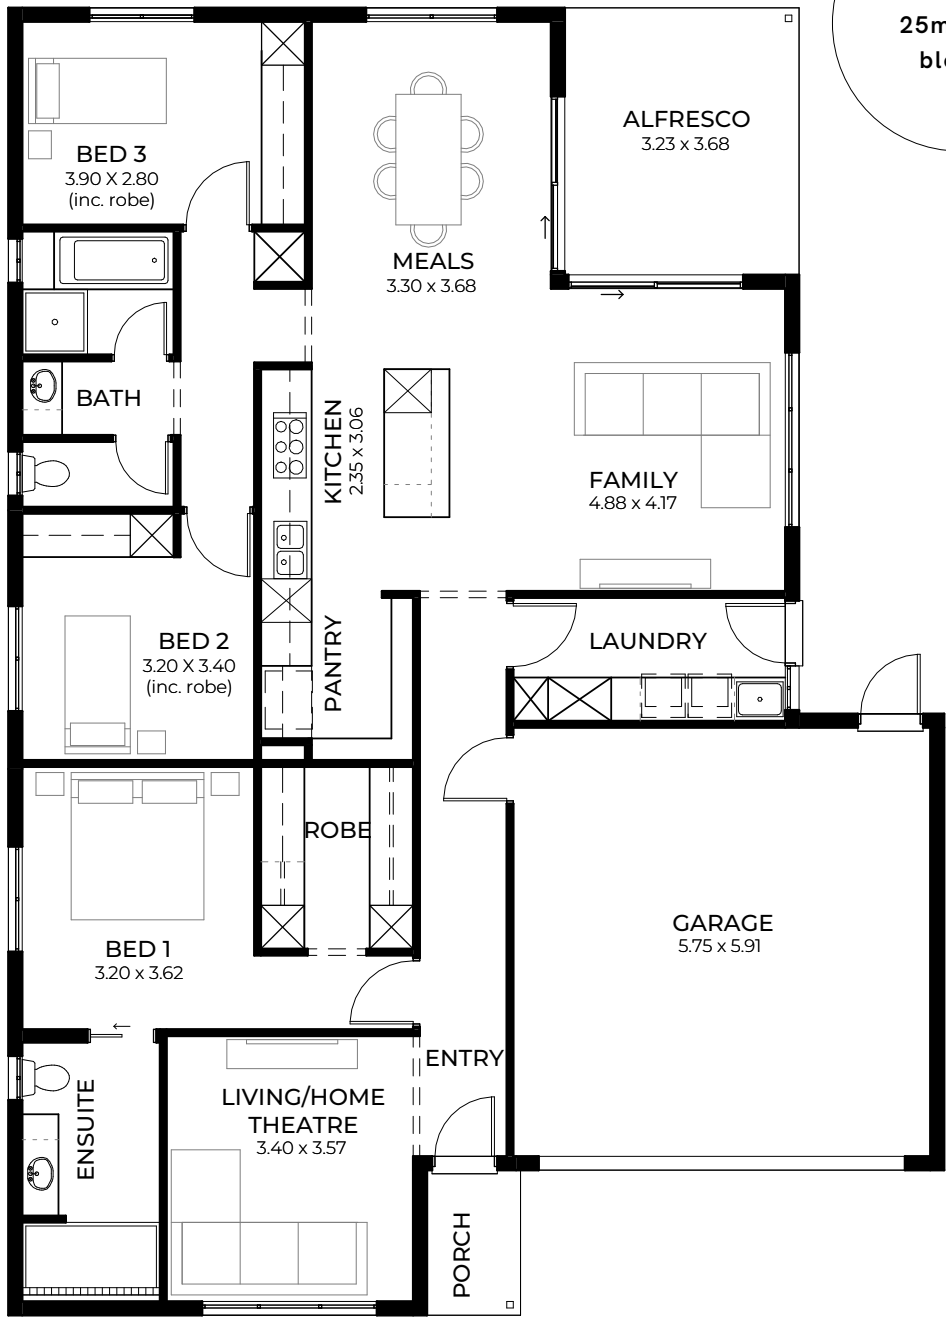 25m
BED 3
3.90 X 2.80
(inc. robe)
ALFRESCO
3.23 x 3.68
MEALS
3.30 x 3.68
BATH
KITCHEN
2.35 x 3.06
FAMILY
4.88 x 4.17
BED 2
3.20 X 3.40
(inc. robe)
PANTRY
LAUNDRY
ROBE
BED 1
3.20 x 3.62
GARAGE
5.75 x 5.91
ENTRY
ENSUITE
LIVING/HOME
THEATRE
3.40 x 3.57
PORCH